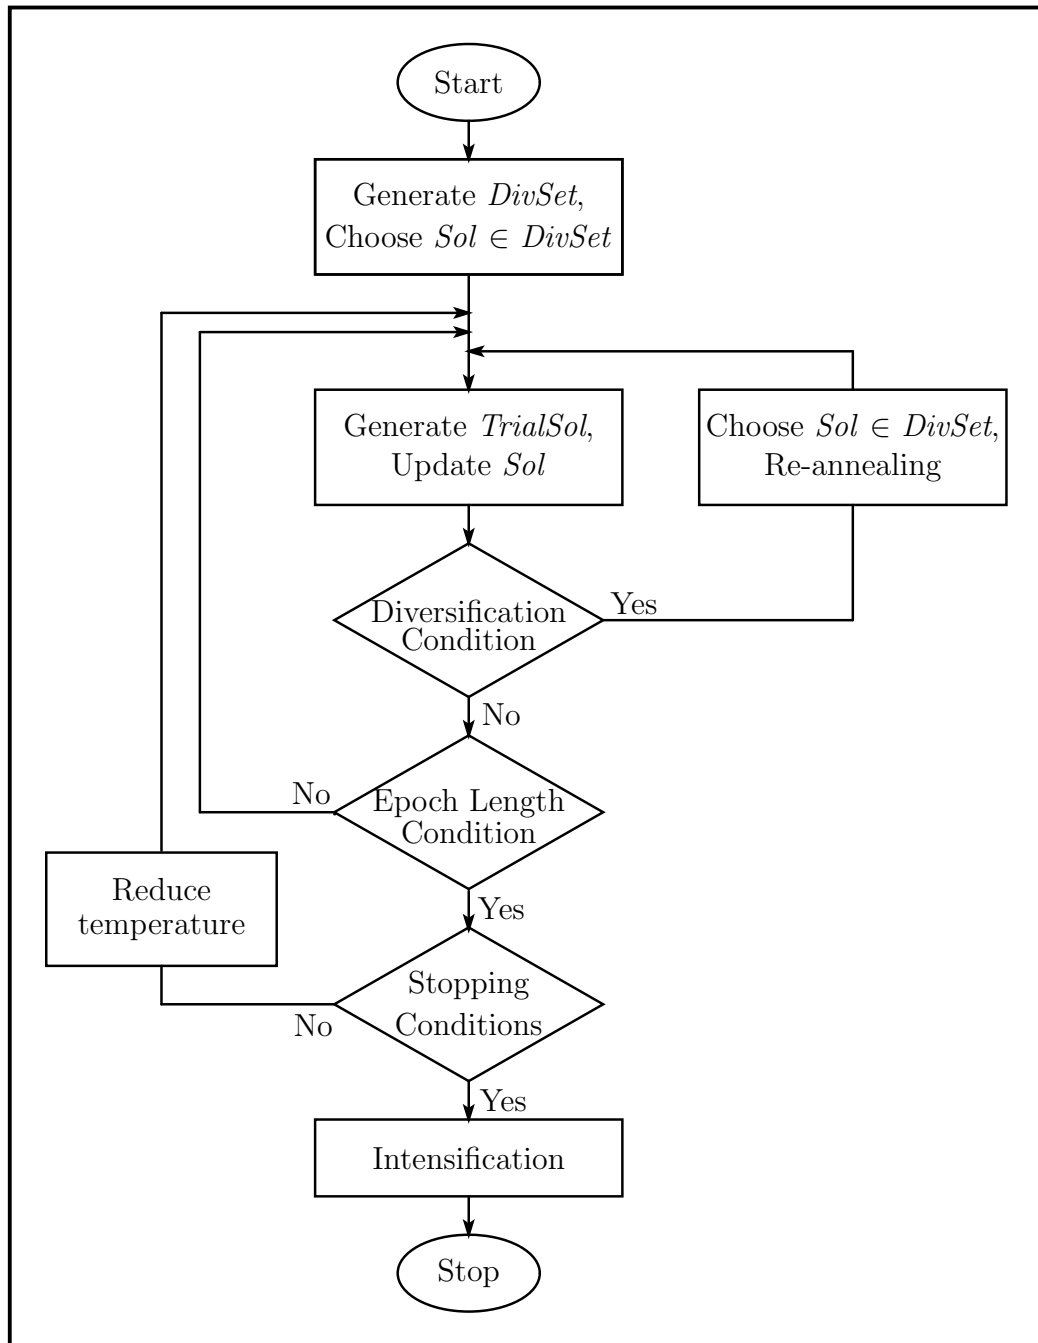 Start
Generate DivSet,
Choose Sol ∈ DivSet
Generate TrialSol,
Update Sol
Choose Sol ∈ DivSet,
Re-annealing
Diversification
Condition
Yes
No
Epoch Length
Condition
No
Yes
Reduce
temperature
Stopping
Conditions
No
Yes
Intensification
Stop